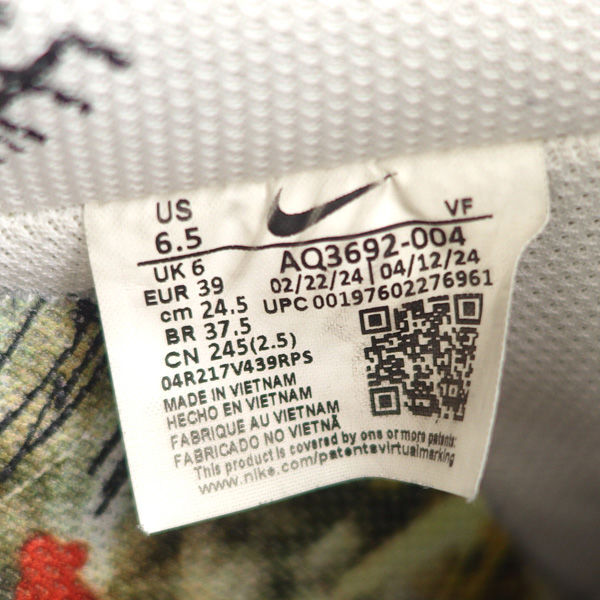 US
6.5
VF
UK 6
AQ3692-004
EUR 39
02/22/24 | 04/12/24
cm 24.5
UPC 00197602276961
BR 37.5
CN 245(2.5)
04R217V439RPS
MADE IN VIETNAM
HECHO EN VIETNAM
FABRIQUE AU VIETNAM
FABRICADO NO VIETNÃ
This product is covered by one or more patents:
www.nike.com/patentsvirtualmarking